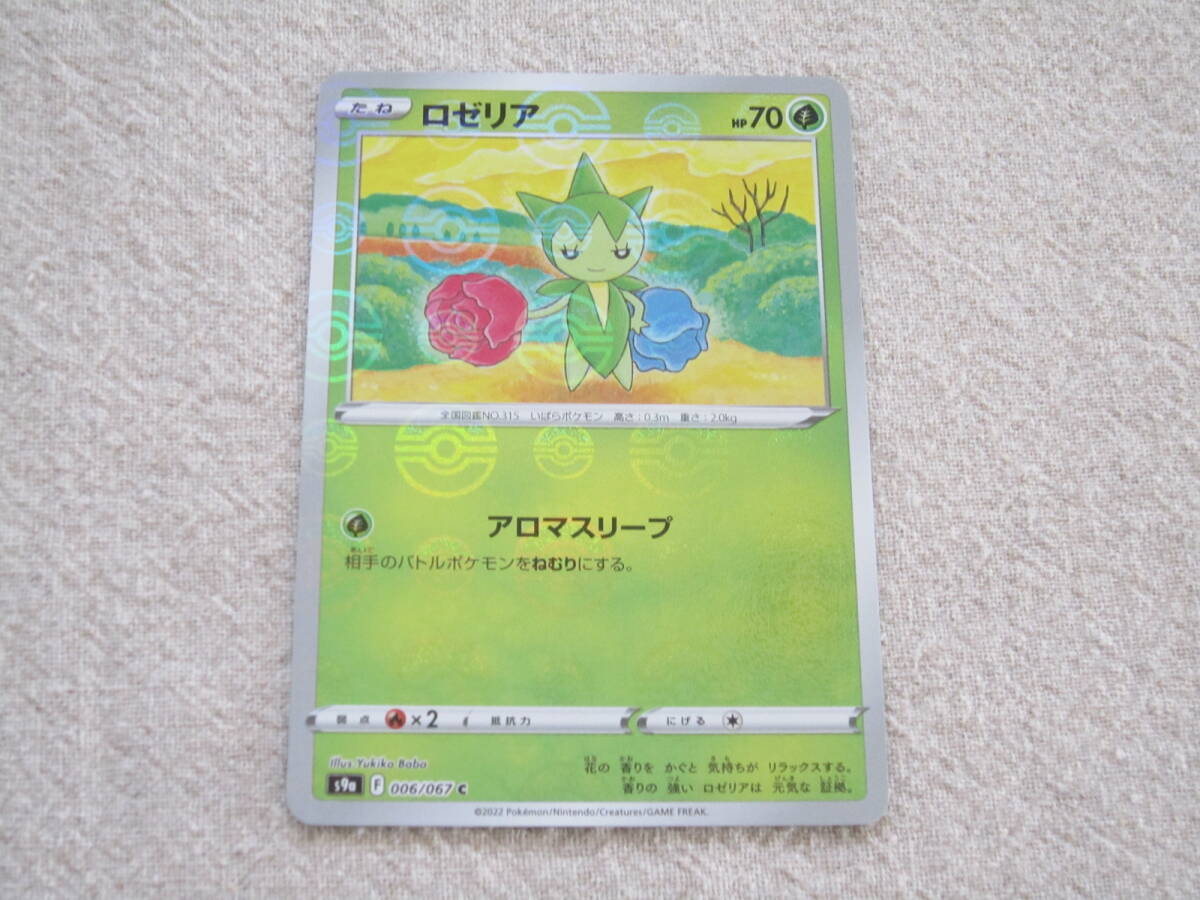 たね ロゼリア HP70
全国図鑑NO.315 いばらポケモン 高さ：0.3m 重さ：2.0kg
アロマスリープ
相手のバトルポケモンをねむりにする。
弱点 ×2 抵抗力 にげる
Illus. Yukiko Baba
花の 香りを かぐと 気持ちが リラックスする。
香りの 強い ロゼリアは 元気な 証拠。
s9a F 006/067 C
©2022 Pokémon/Nintendo/Creatures/GAME FREAK.